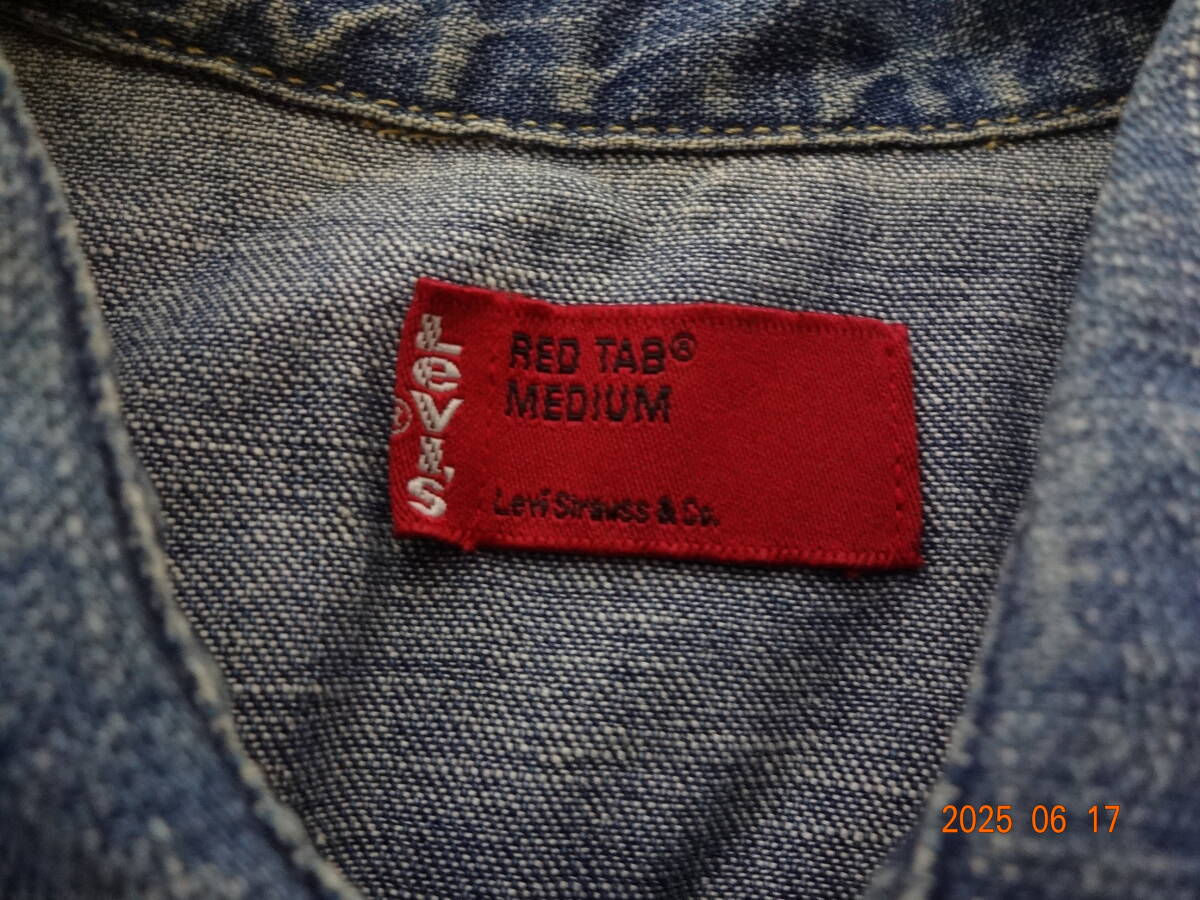 LEVI'S
®
RED TAB®
MEDIUM
Levi Strauss & Co.
2025 06 17